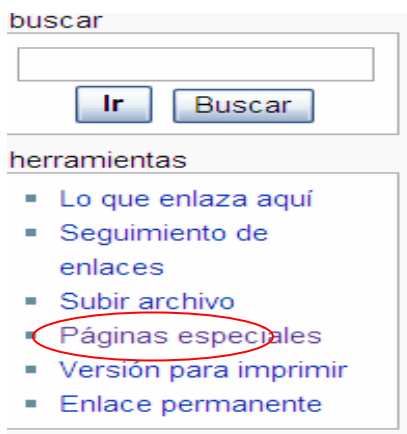 buscar
Ir Buscar
herramientas
Lo que enlaza aquí
Seguimiento de
enlaces
Subir archivo
Páginas especiales
Versión para imprimir
Enlace permanente